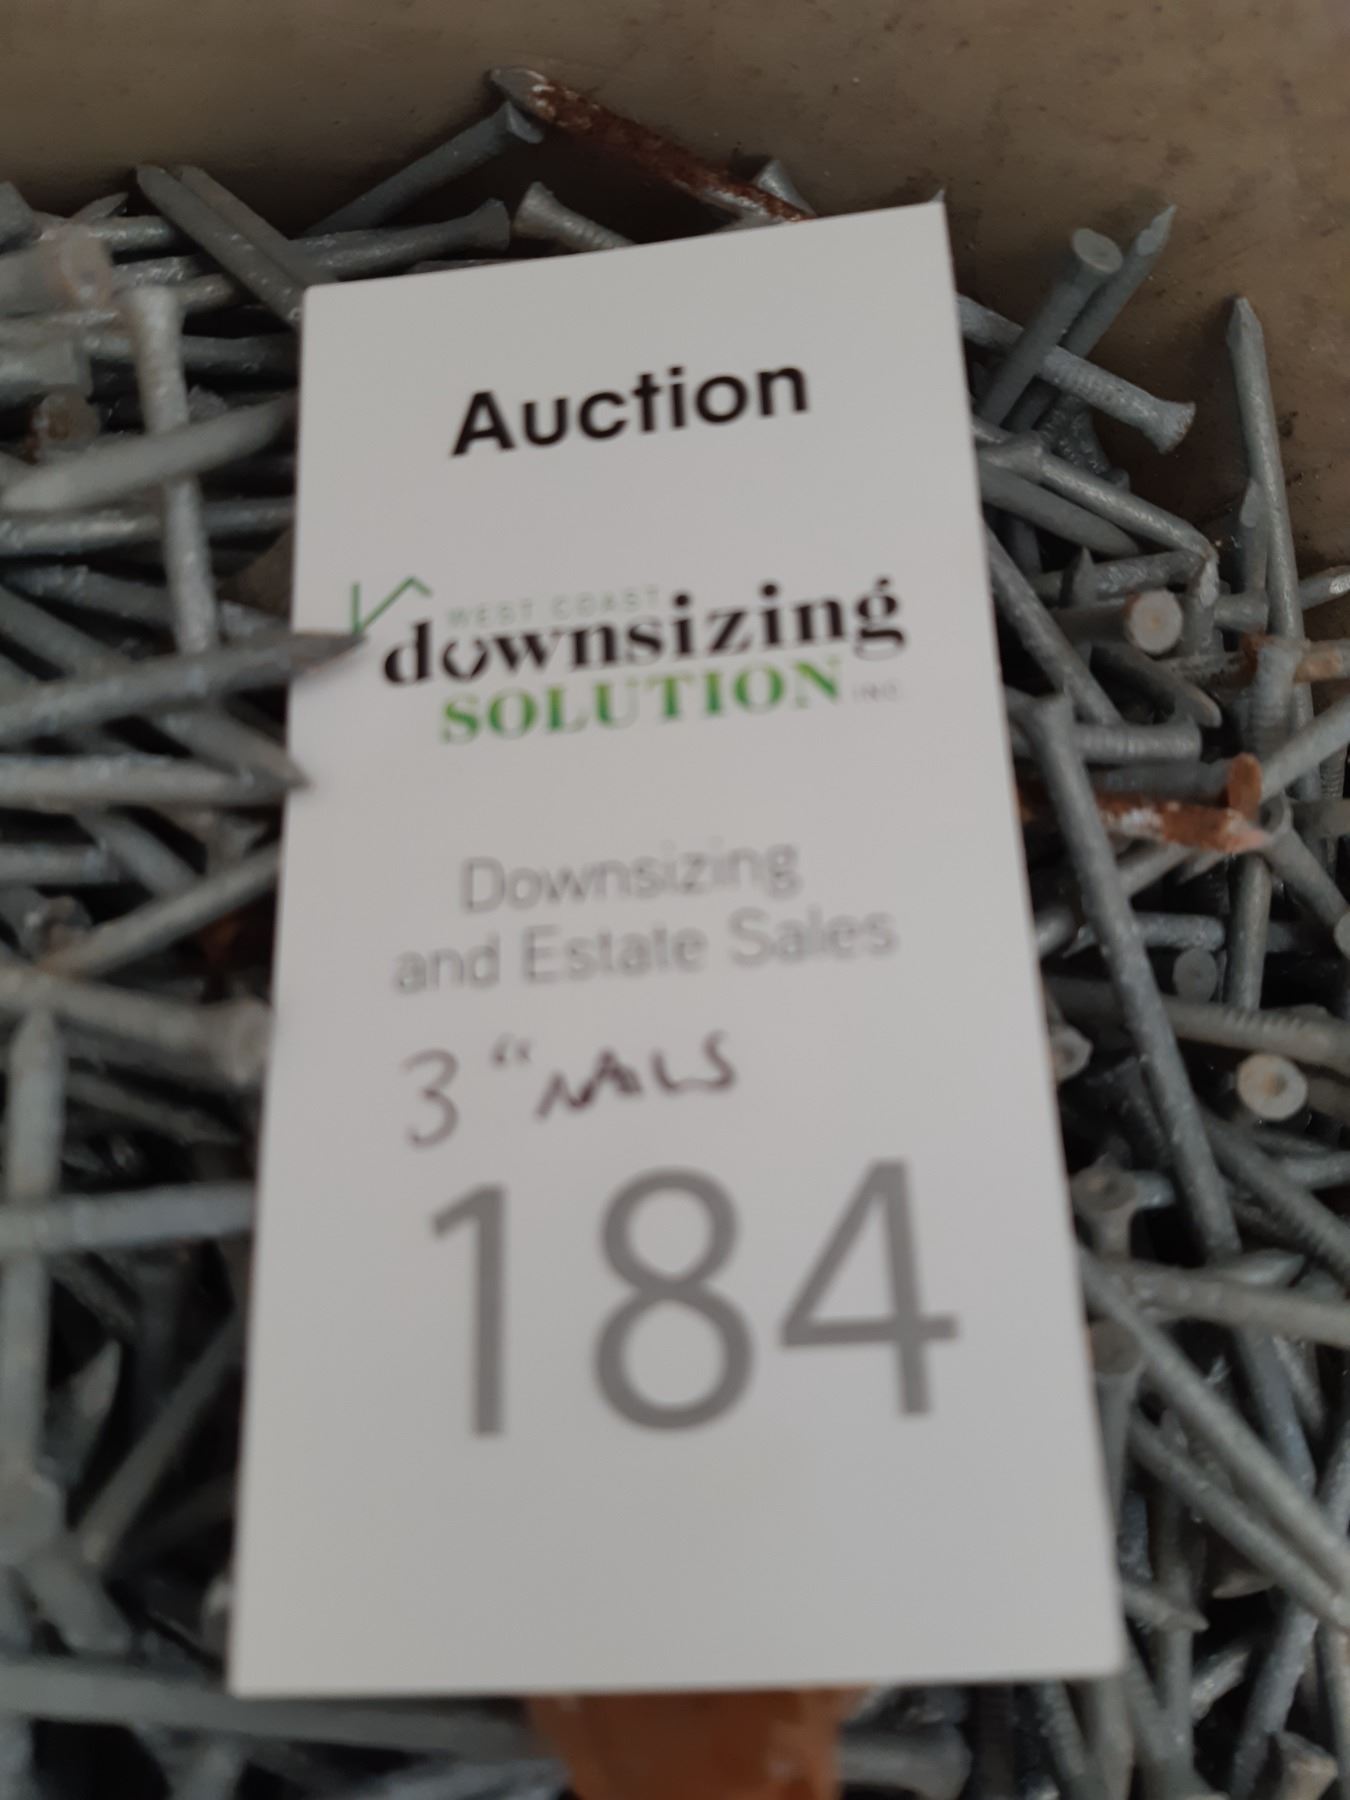 Auction
WEST COAST
downsizing
SOLUTION INC
Downsizing
and Estate Sales
3" NAILS
184